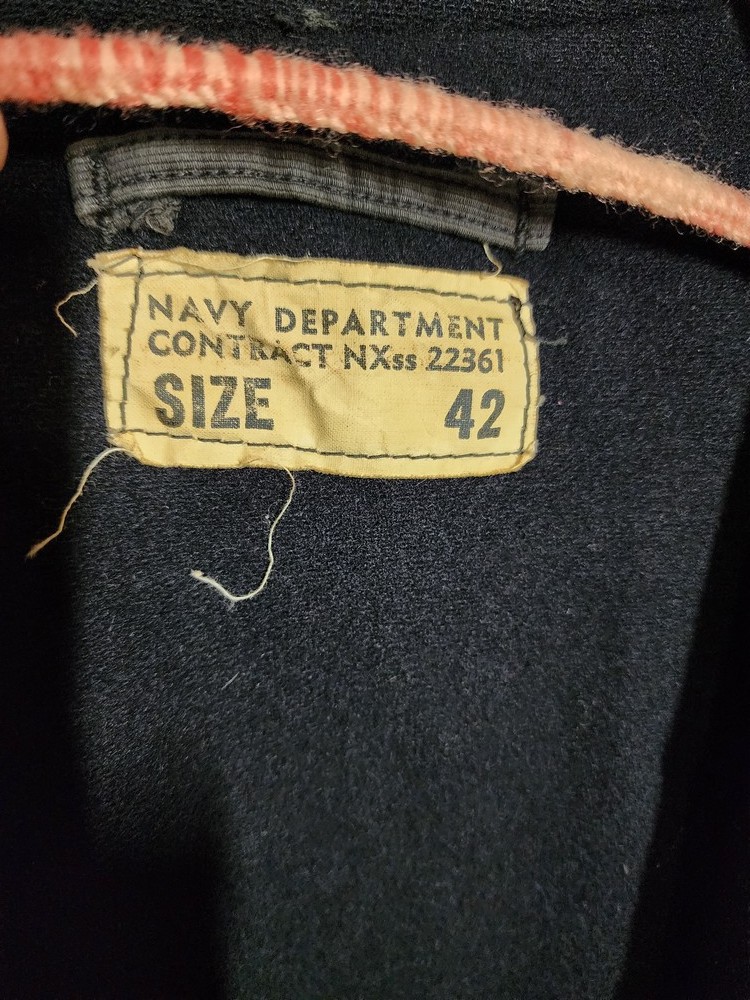 NAVY DEPARTMENT
CONTRACT NXss 22361
SIZE 42